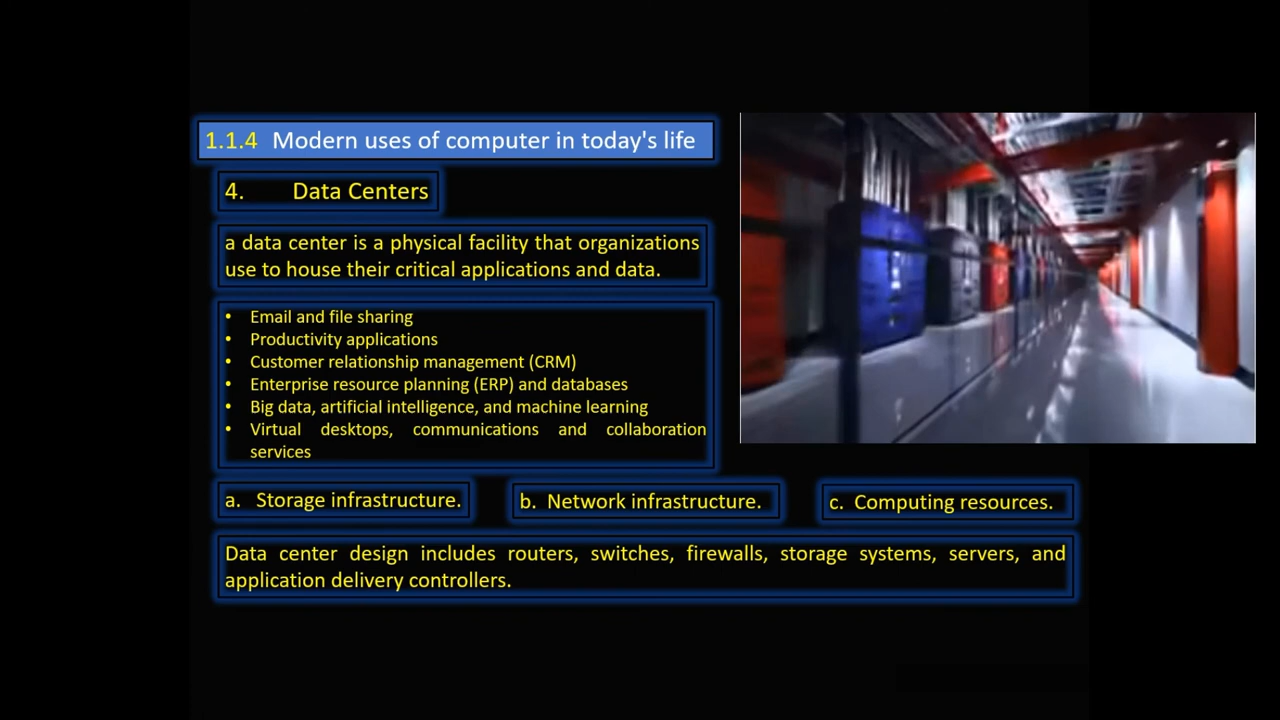 1.1.4 Modern uses of computer in today's life
4. Data Centers
a data center is a physical facility that organizations
use to house their critical applications and data.
• Email and file sharing
• Productivity applications
• Customer relationship management (CRM)
• Enterprise resource planning (ERP) and databases
• Big data, artificial intelligence, and machine learning
• Virtual desktops, communications and collaboration
services
a. Storage infrastructure.
b. Network infrastructure.
c. Computing resources.
Data center design includes routers, switches, firewalls, storage systems, servers, and
application delivery controllers.